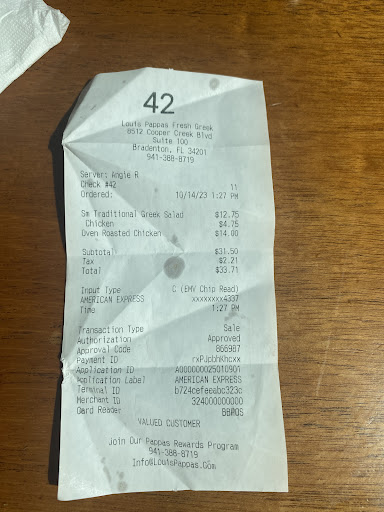 42
Louis Pappas Fresh Greek
8512 Cooper Creek Blvd
Suite 100
Bradenton, FL 34201
941-388-8719
Server: Angie R
Check #42 11
Ordered: 10/14/23 1:27 PM
Sm Traditional Greek Salad $12.75
Chicken $4.75
Oven Roasted Chicken $14.00
Subtotal $31.50
Tax $2.21
Total $33.71
Input Type C (EMV Chip Read)
AMERICAN EXPRESS xxxxxxxx4337
Time 1:27 PM
Transaction Type Sale
Authorization Approved
Approval Code 866987
Payment ID rxPJpbhKhcxx
Application ID A000000025010901
Application Label AMERICAN EXPRESS
Terminal ID b724cefeeabc323c
Merchant ID 324000000000
Card Reader BBPOS
VALUED CUSTOMER
Join Our Pappas Rewards Program
941-388-8719
Info@LouisPappas.Com